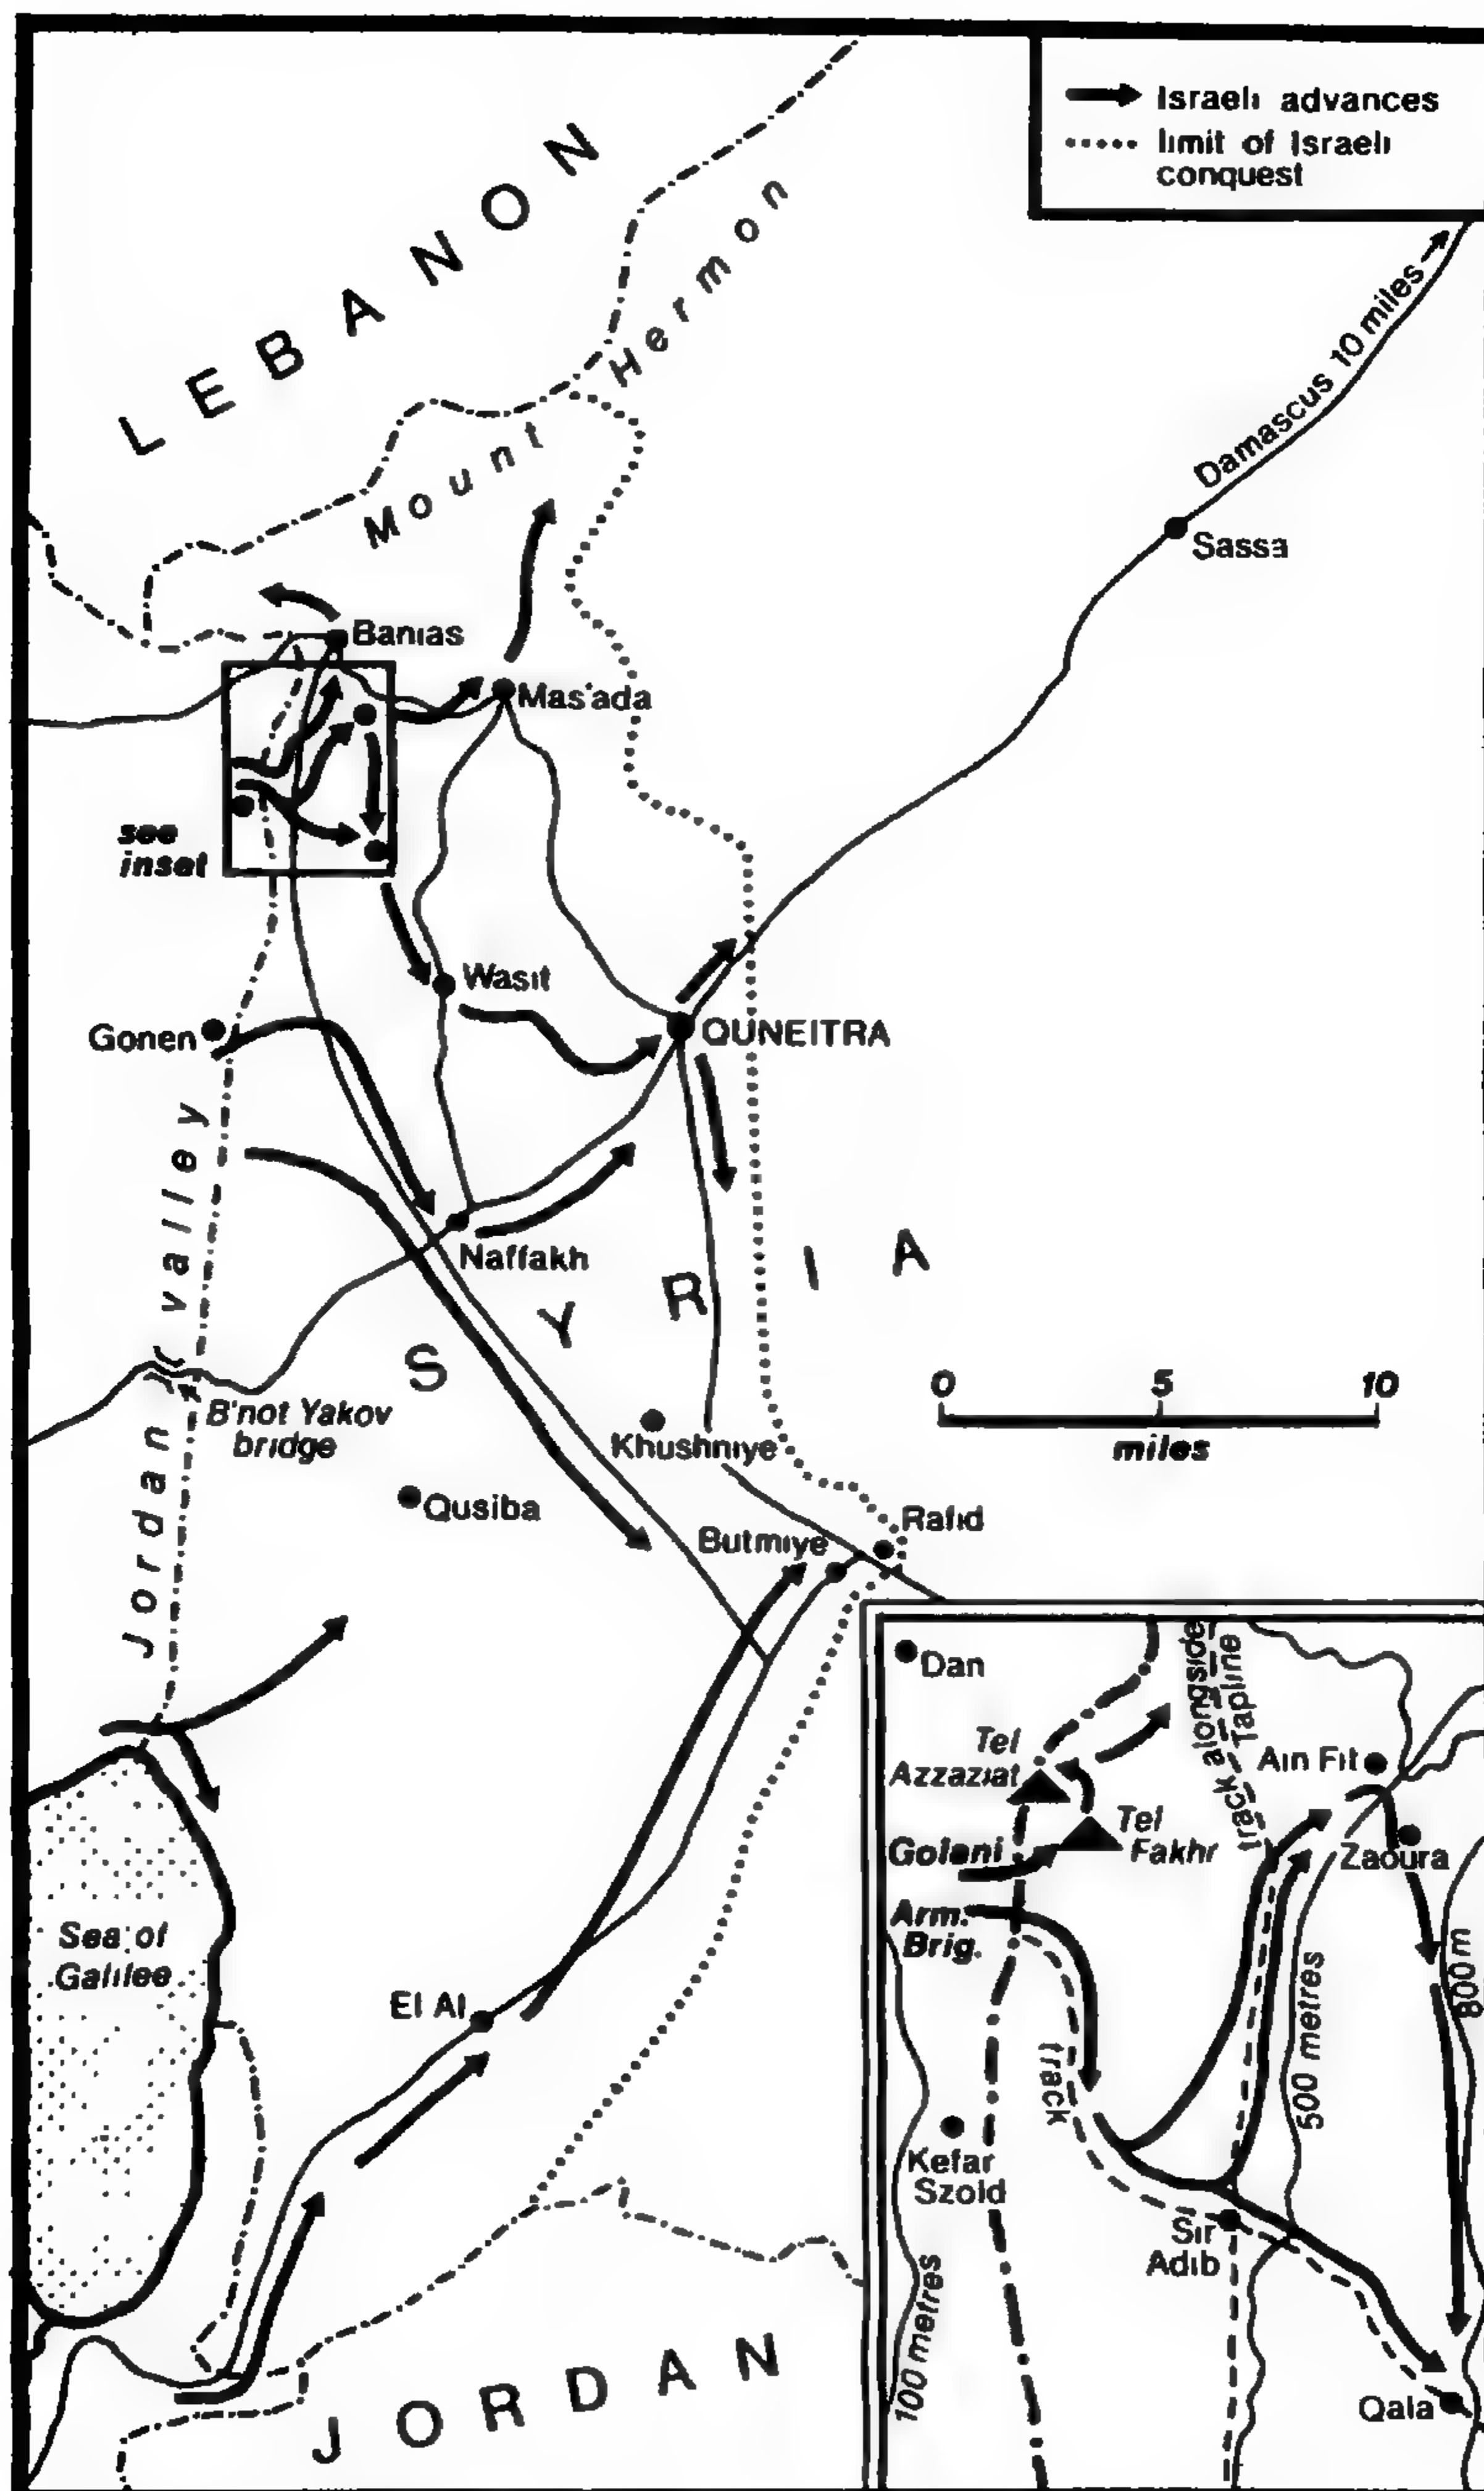 Israeli advances
limit of Israeli
conquest
LEBANON
Mount Hermon
Damascus 10 miles
Sassa
Banias
Mas'ada
see
inset
Wasit
Gonen
QUNEITRA
Jordan valley
Naffakh
SYRIA
B'not Yakov
bridge
Khushniye
0 5 10
miles
Qusiba
Rafid
Butmiye
Sea of
Galilee
El Al
JORDAN
Dan
track alongside
Tapline
Tel
Azzaziat
Ain Fit
Tel
Fakhr
Golani
Zaoura
Arm.
Brig.
track
500 metres
800m
Kefar
Szold
Sir
Adib
100 metres
Qala